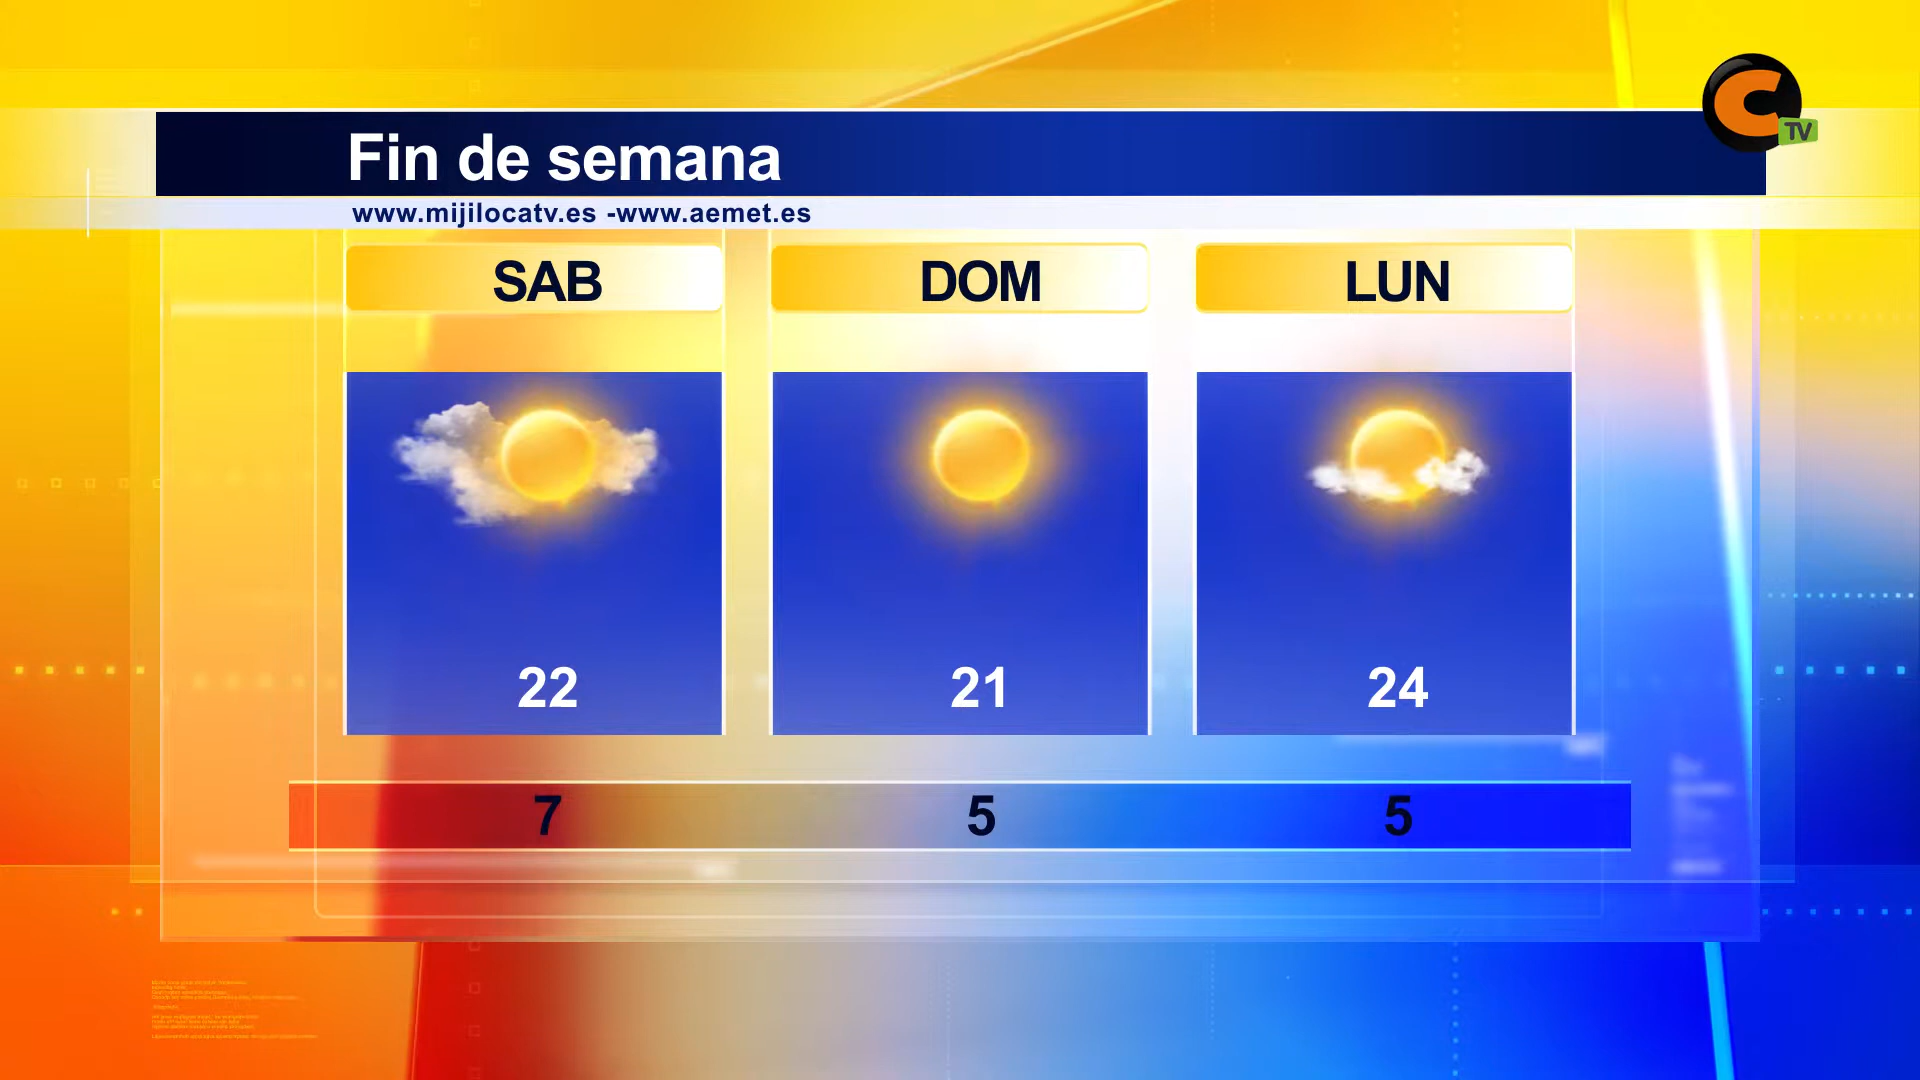 TV
Fin de semana
www.mijilocatv.es -www.aemet.es
SAB DOM LUN
22 21 24
7 5 5